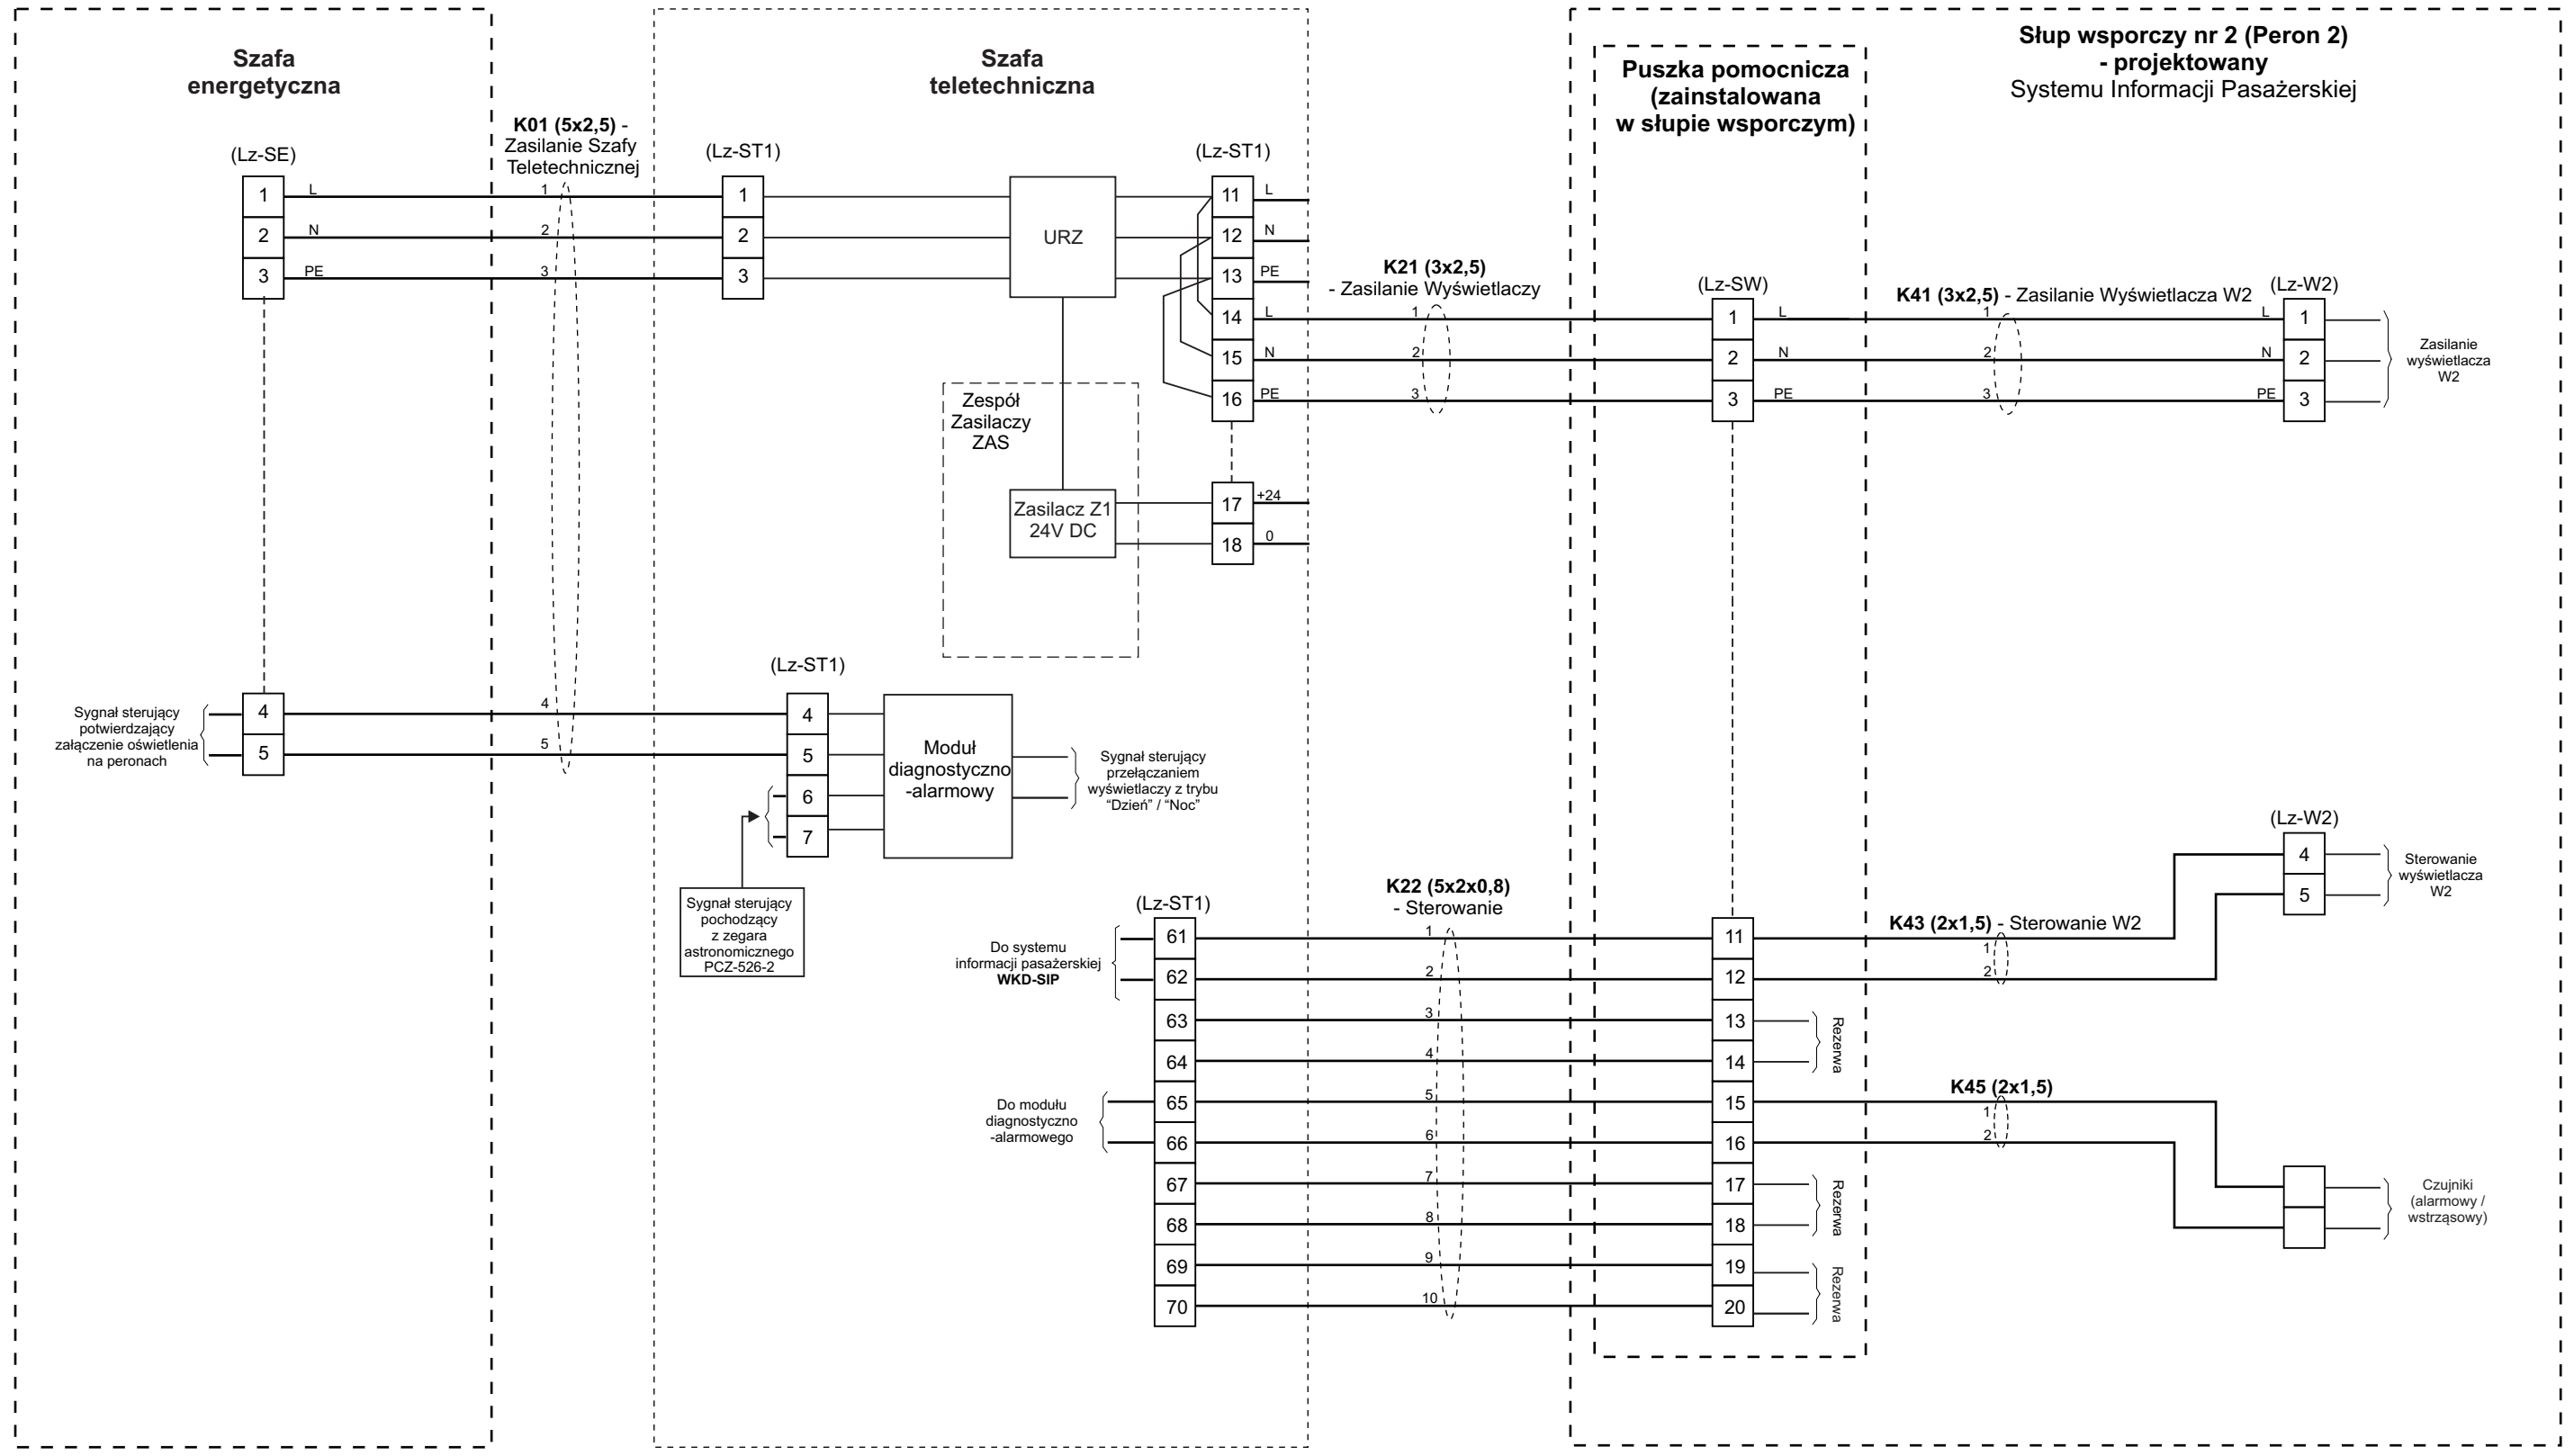 Szafa
energetyczna
(Lz-SE)
1
2
3
L
N
PE
Sygnał sterujący
potwierdzający
załączenie oświetlenia
na peronach
4
5
K01 (5x2,5) -
Zasilanie Szafy
Teletechnicznej
1
2
3
4
5
Szafa
teletechniczna
(Lz-ST1)
1
2
3
URZ
(Lz-ST1)
11
12
13
14
15
16
17
18
L
N
PE
L
N
PE
+24
0
Zespół
Zasilaczy
ZAS
Zasilacz Z1
24V DC
(Lz-ST1)
4
5
6
7
Moduł
diagnostyczno
-alarmowy
Sygnał sterujący
przełączaniem
wyświetlaczy z trybu
“Dzień” / “Noc”
Sygnał sterujący
pochodzący
z zegara
astronomicznego
PCZ-526-2
(Lz-ST1)
Do systemu
informacji pasażerskiej
WKD-SIP
Do modułu
diagnostyczno
-alarmowego
61
62
63
64
65
66
67
68
69
70
K21 (3x2,5)
- Zasilanie Wyświetlaczy
1
2
3
K22 (5x2x0,8)
- Sterowanie
1
2
3
4
5
6
7
8
9
10
Słup wsporczy nr 2 (Peron 2)
- projektowany
Systemu Informacji Pasażerskiej
Puszka pomocnicza
(zainstalowana
w słupie wsporczym)
(Lz-SW)
1
2
3
L
N
PE
11
12
13
14
15
16
17
18
19
20
Rezerwa
Rezerwa
Rezerwa
K41 (3x2,5) - Zasilanie Wyświetlacza W2
1
2
3
L
N
PE
(Lz-W2)
1
2
3
Zasilanie
wyświetlacza
W2
K43 (2x1,5) - Sterowanie W2
1
2
(Lz-W2)
4
5
Sterowanie
wyświetlacza
W2
K45 (2x1,5)
1
2
Czujniki
(alarmowy /
wstrząsowy)